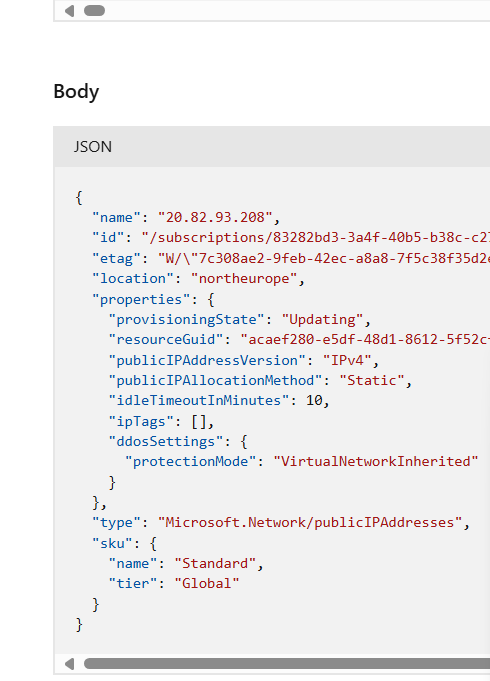 Body
JSON
{
"name": "20.82.93.208",
"id": "/subscriptions/83282bd3-3a4f-40b5-b38c-c2
"etag": "W/\"7c308ae2-9feb-42ec-a8a8-7f5c38f35d2
"location": "northeurope",
"properties": {
"provisioningState": "Updating",
"resourceGuid": "acaef280-e5df-48d1-8612-5f52c
"publicIPAddressVersion": "IPv4",
"publicIPAllocationMethod": "Static",
"idleTimeoutInMinutes": 10,
"ipTags": [],
"ddosSettings": {
"protectionMode": "VirtualNetworkInherited"
}
},
"type": "Microsoft.Network/publicIPAddresses",
"sku": {
"name": "Standard",
"tier": "Global"
}
}